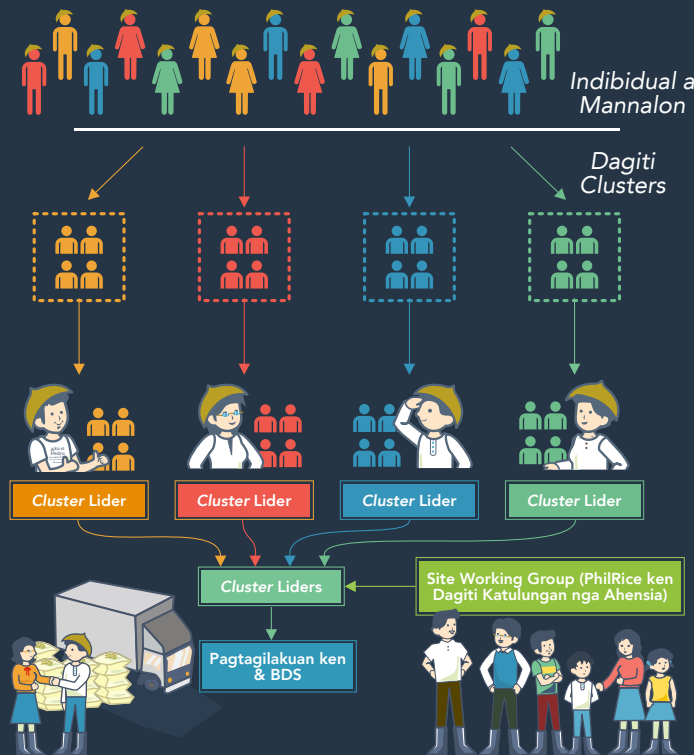 Indibidual a
Mannalon
Dagiti
Clusters
Cluster Lider
Cluster Lider
Cluster Lider
Cluster Lider
Cluster Liders
Site Working Group (PhilRice ken
Dagiti Katulungan nga Ahensia)
Pagtagilakuan ken
& BDS